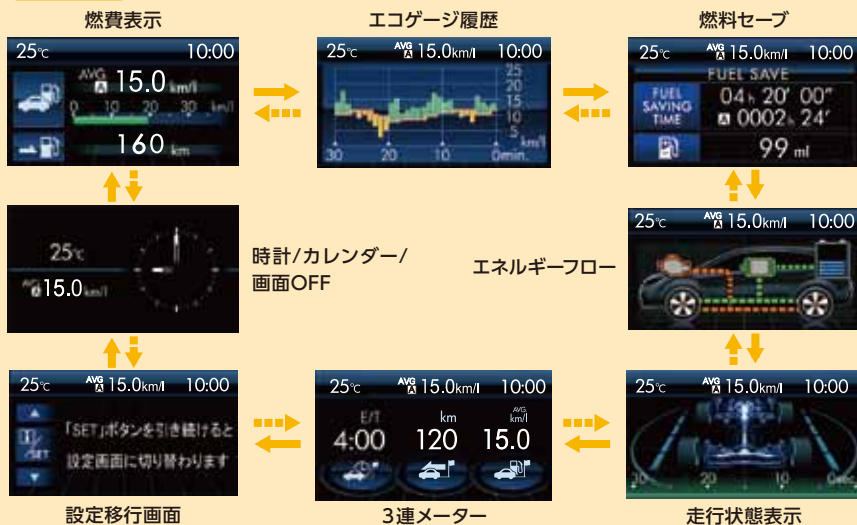 燃費表示
エコゲージ履歴
燃料セーブ
25℃ 10:00
AVG A 15.0 km/l
0 10 20 30 km/l
160 km
25℃ AVG A 15.0km/l 10:00
25
20
15
10
5
km/l
30 20 10 0min.
25℃ AVG A 15.0km/l 10:00
FUEL SAVE
FUEL SAVING TIME
04h 20′ 00″
A 0002h 24′
99 ml
25℃
AVG A 15.0km/l
時計/カレンダー/
画面OFF
エネルギーフロー
25℃ AVG A 15.0km/l 10:00
25℃ AVG A 15.0km/l 10:00
/SET
「SET」ボタンを引き続けると
設定画面に切り替わります
25℃ AVG A 15.0km/l 10:00
E/T km AVG km/l
4:00 120 15.0
25℃ AVG A 15.0km/l 10:00
30 20 10 0min.
設定移行画面
3連メーター
走行状態表示